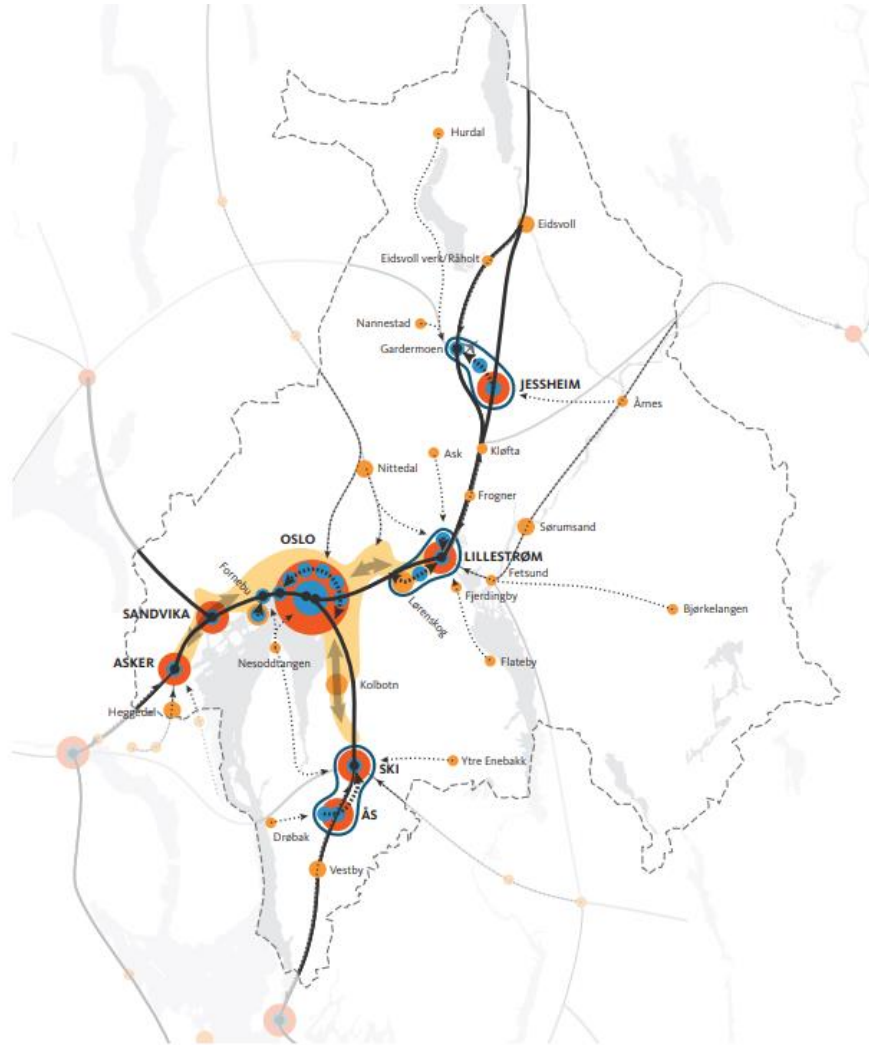 Hurdal
Eidsvoll
Eidsvoll verk/Råholt
Nannestad
Gardermoen
JESSHEIM
Årnes
Kløfta
Ask
Nittedal
Frogner
Sørumsand
OSLO
LILLESTRØM
Fetsund
Fornebu
Fjerdingby
Lørenskog
Bjørkelangen
SANDVIKA
ASKER
Nesoddtangen
Flateby
Kolbotn
Heggedal
Ytre Enebakk
SKI
ÅS
Drøbak
Vestby